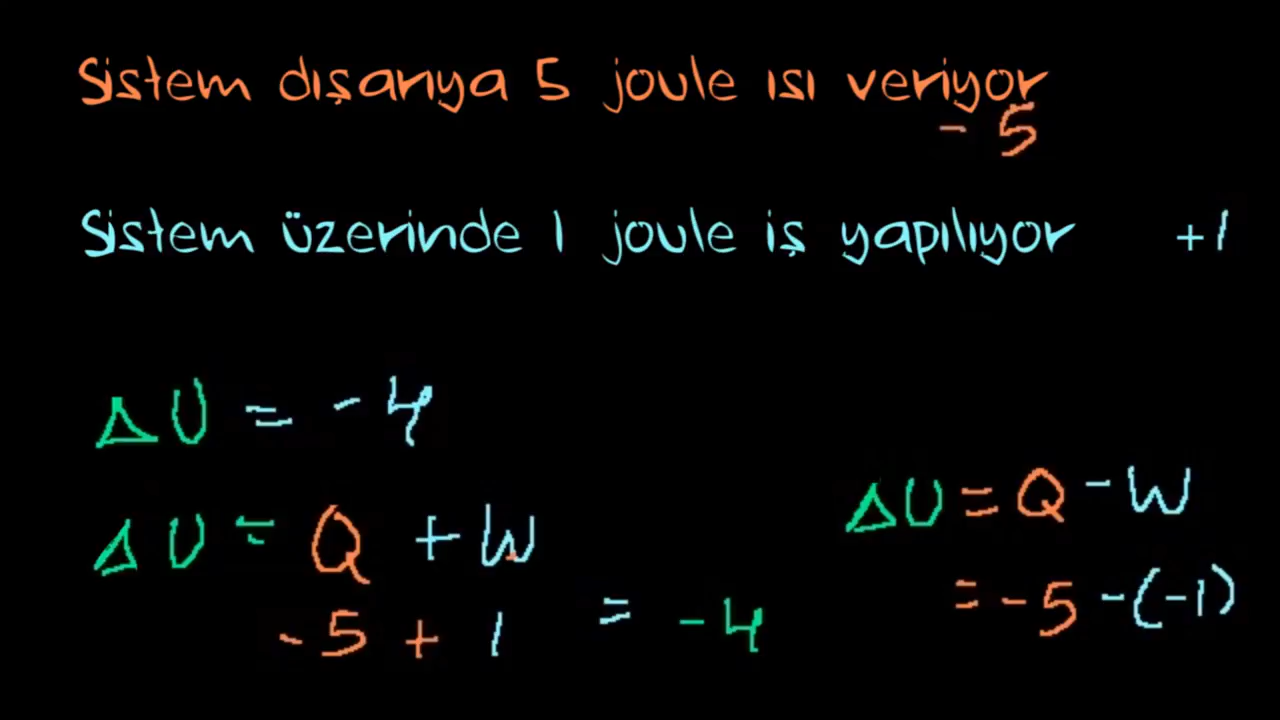 Sistem dışarıya 5 joule ısı veriyor
- 5
Sistem üzerinde 1 joule iş yapılıyor +1
ΔU = -4
ΔU = Q + W
-5 + 1 = -4
ΔU = Q - W
= -5 -(-1)